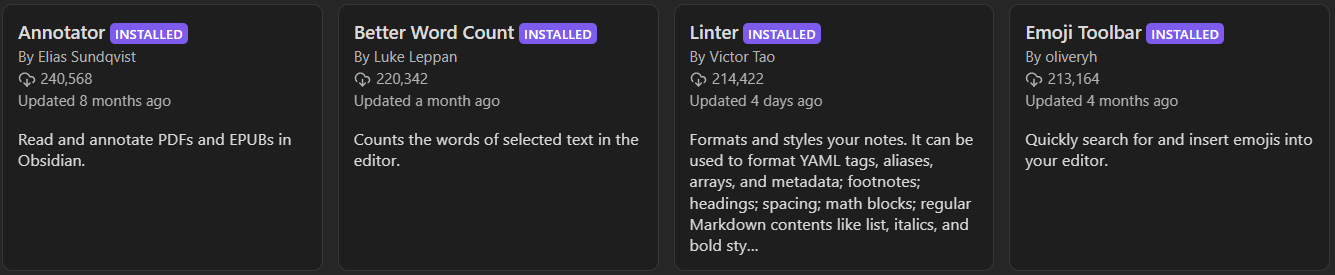 Annotator INSTALLED
By Elias Sundqvist
240,568
Updated 8 months ago
Read and annotate PDFs and EPUBs in
Obsidian.
Better Word Count INSTALLED
By Luke Leppan
220,342
Updated a month ago
Counts the words of selected text in the
editor.
Linter INSTALLED
By Victor Tao
214,422
Updated 4 days ago
Formats and styles your notes. It can be
used to format YAML tags, aliases,
arrays, and metadata; footnotes;
headings; spacing; math blocks; regular
Markdown contents like list, italics, and
bold sty...
Emoji Toolbar INSTALLED
By oliveryh
213,164
Updated 4 months ago
Quickly search for and insert emojis into
your editor.